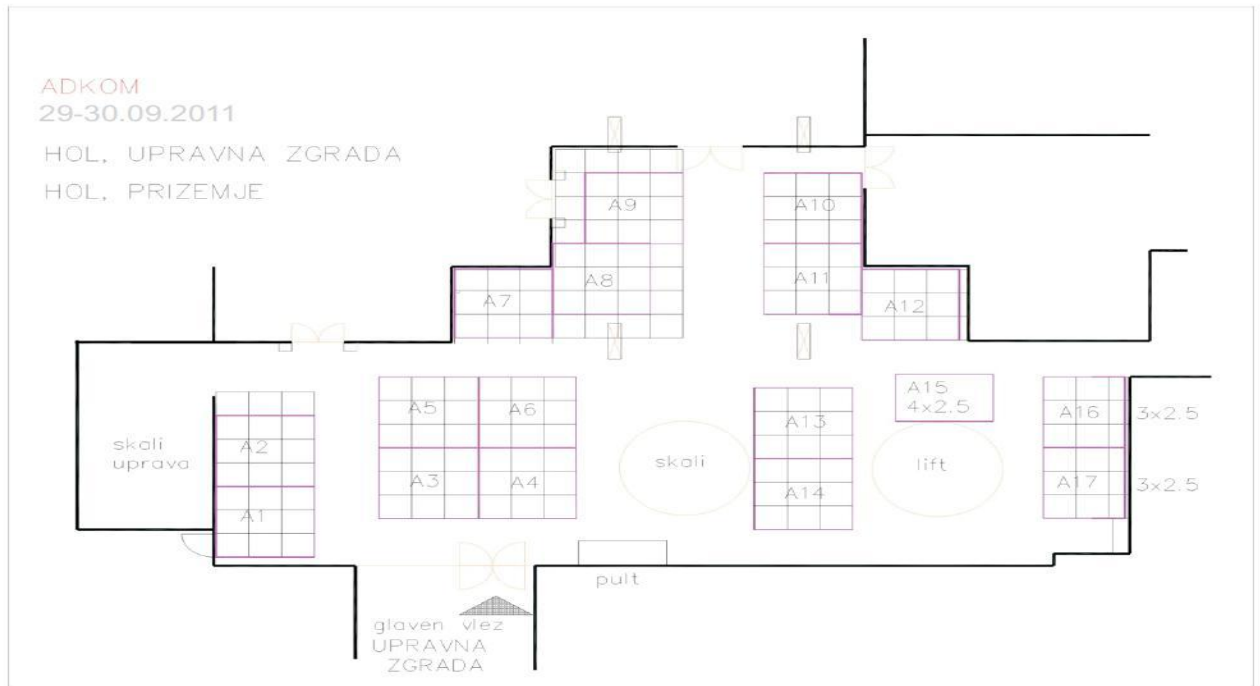 ADKOM
29-30.09.2011
HOL, UPRAVNA ZGRADA
HOL, PRIZEMJE
A9
A10
A8
A11
A7
A12
A5
A6
A15
4x2.5
A16
3x2.5
A13
skali
uprava
A2
skali
lift
A3
A4
A14
A17
3x2.5
A1
pult
glaven vlez
UPRAVNA
ZGRADA